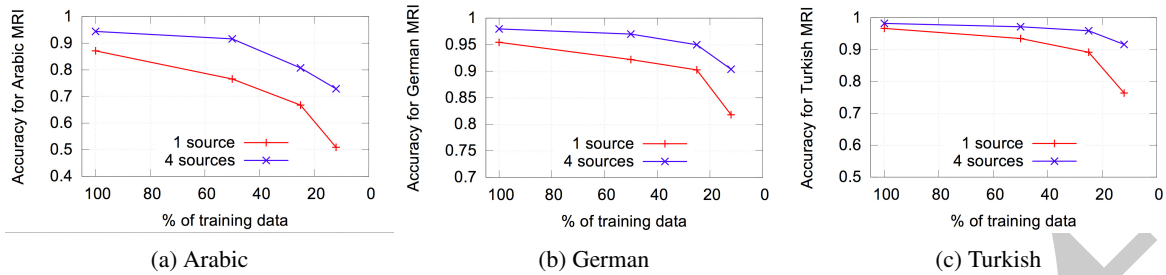 Accuracy for Arabic MRI
1
0.9
0.8
0.7
0.6
0.5
0.4
1 source
4 sources
100 80 60 40 20 0
% of training data
(a) Arabic
Accuracy for German MRI
1
0.95
0.9
0.85
0.8
0.75
0.7
1 source
4 sources
100 80 60 40 20 0
% of training data
(b) German
Accuracy for Turkish MRI
1
0.9
0.8
0.7
0.6
0.5
1 source
4 sources
100 80 60 40 20 0
% of training data
(c) Turkish